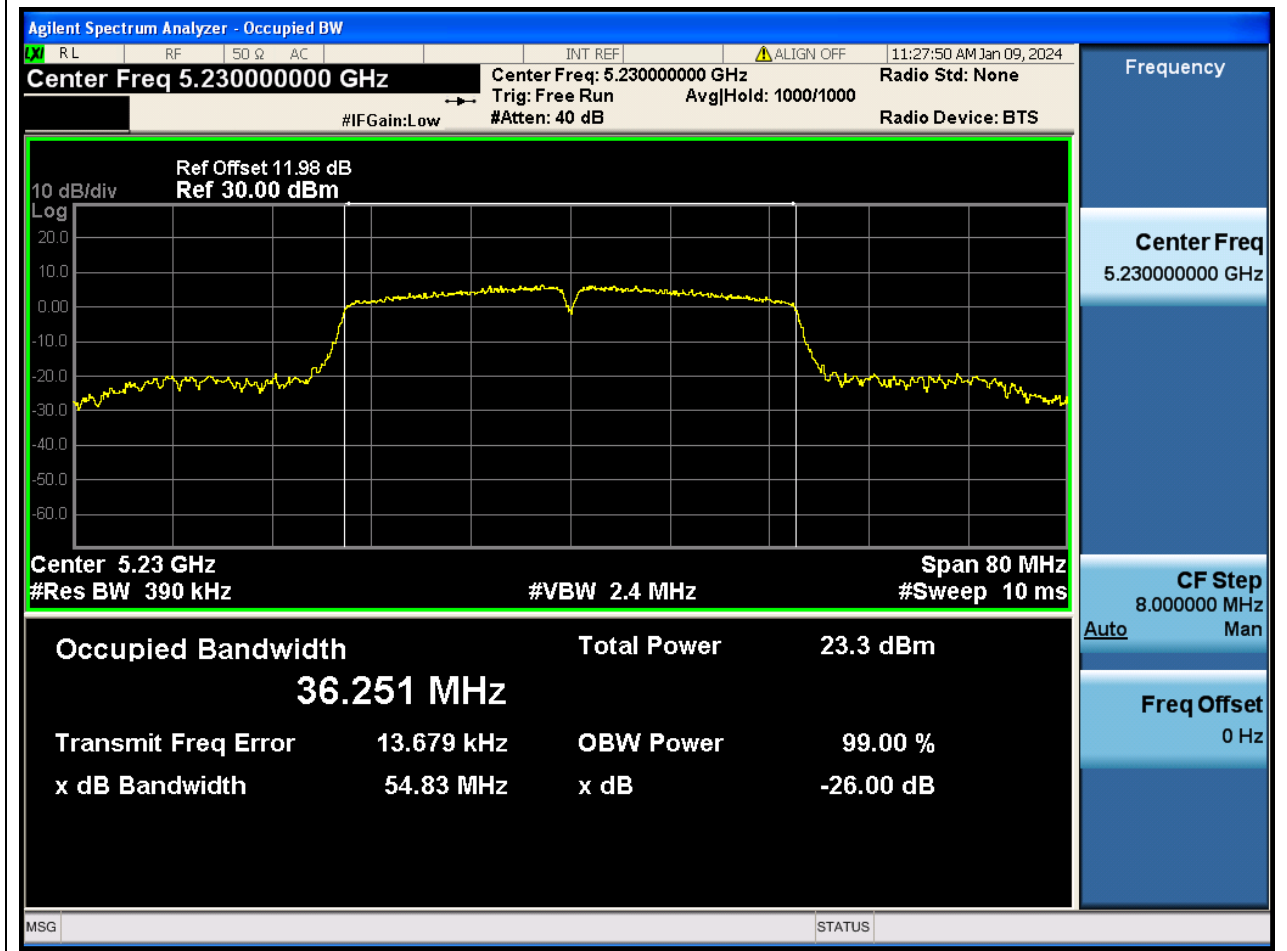 Agilent Spectrum Analyzer - Occupied BW
LXI RL RF 50 Ω AC INT REF ALIGN OFF 11:27:50 AM Jan 09, 2024
Center Freq 5.230000000 GHz
Center Freq: 5.230000000 GHz
Radio Std: None
Trig: Free Run Avg|Hold: 1000/1000
#IFGain:Low
#Atten: 40 dB
Radio Device: BTS
Ref Offset 11.98 dB
10 dB/div Ref 30.00 dBm
Log
20.0
10.0
0.00
-10.0
-20.0
-30.0
-40.0
-50.0
-60.0
Center 5.23 GHz Span 80 MHz
#Res BW 390 kHz #VBW 2.4 MHz #Sweep 10 ms
Occupied Bandwidth Total Power 23.3 dBm
36.251 MHz
Transmit Freq Error 13.679 kHz OBW Power 99.00 %
x dB Bandwidth 54.83 MHz x dB -26.00 dB
Frequency
Center Freq
5.230000000 GHz
CF Step
8.000000 MHz
Auto Man
Freq Offset
0 Hz
MSG STATUS